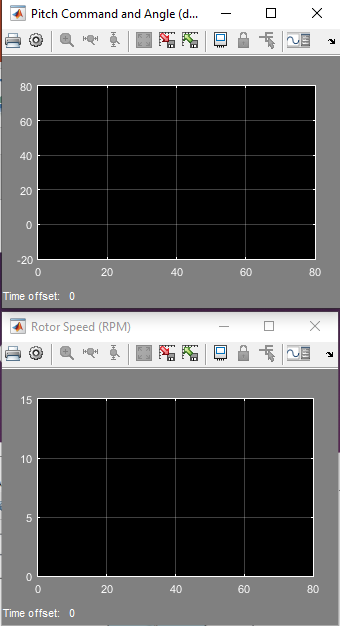 Pitch Command and Angle (d...
80
60
40
20
0
-20
0 20 40 60 80
Time offset: 0
Rotor Speed (RPM)
15
10
5
0
0 20 40 60 80
Time offset: 0